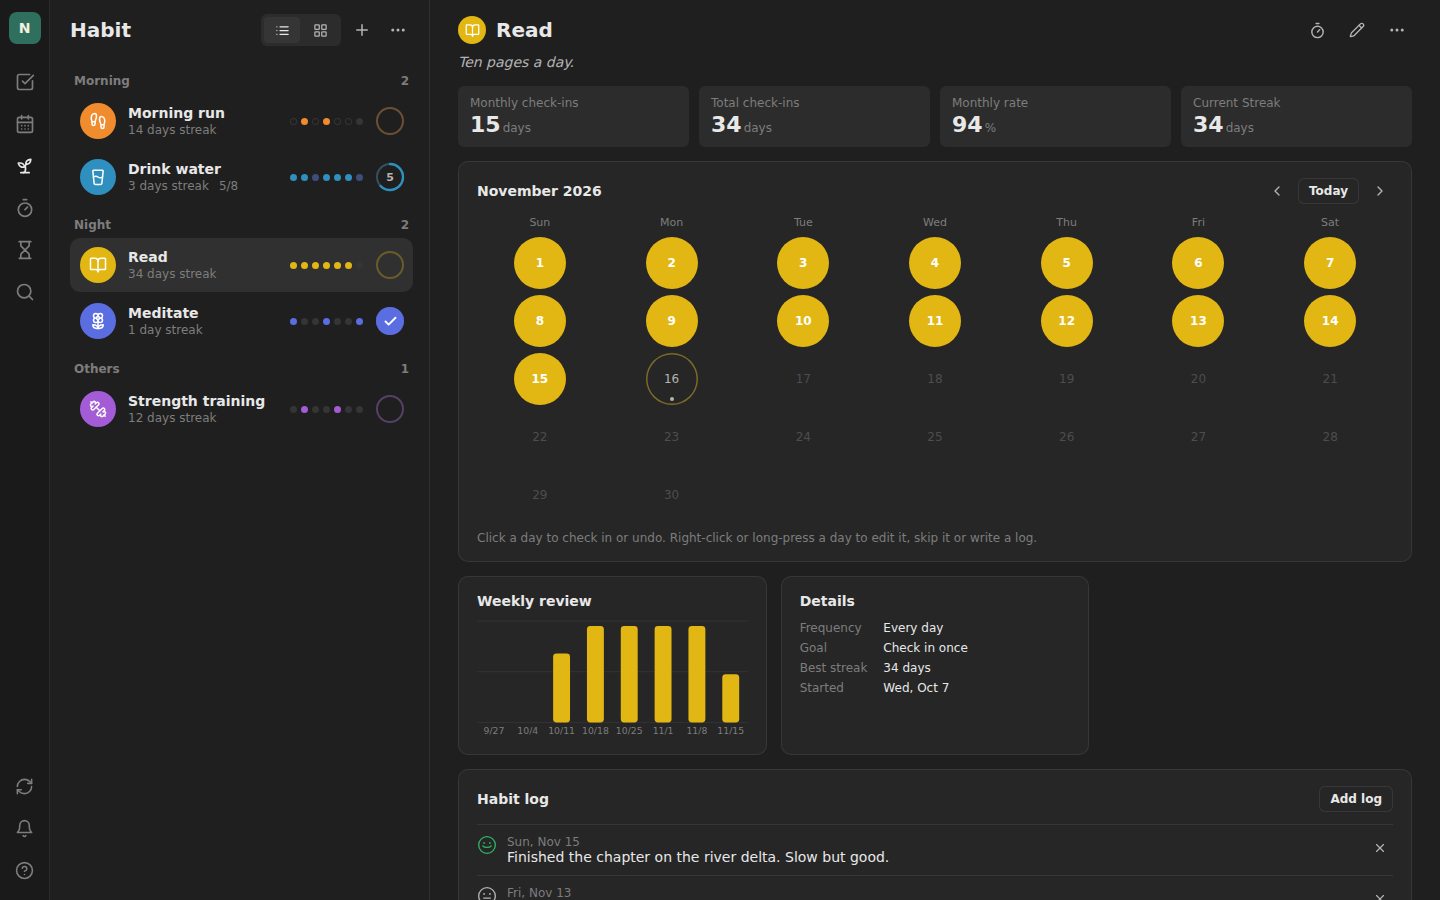 N
Habit
Morning 2
Morning run
14 days streak
Drink water
3 days streak 5/8
5
Night 2
Read
34 days streak
Meditate
1 day streak
Others 1
Strength training
12 days streak
Read
Ten pages a day.
Monthly check-ins
15 days
Total check-ins
34 days
Monthly rate
94 %
Current Streak
34 days
November 2026
Today
Sun Mon Tue Wed Thu Fri Sat
1 2 3 4 5 6 7
8 9 10 11 12 13 14
15 16 17 18 19 20 21
22 23 24 25 26 27 28
29 30
Click a day to check in or undo. Right-click or long-press a day to edit it, skip it or write a log.
Weekly review
9/27 10/4 10/11 10/18 10/25 11/1 11/8 11/15
Details
Frequency Every day
Goal Check in once
Best streak 34 days
Started Wed, Oct 7
Habit log
Add log
Sun, Nov 15
Finished the chapter on the river delta. Slow but good.
Fri, Nov 13